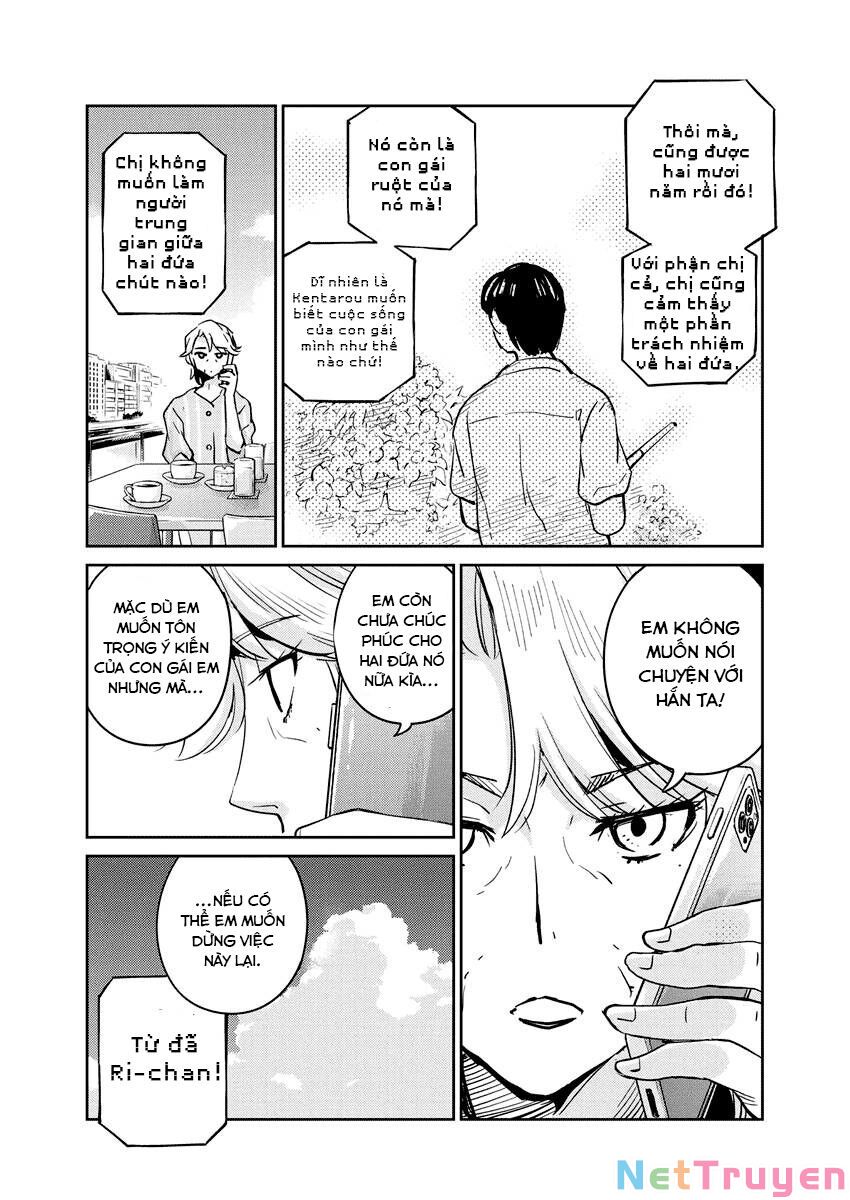 Thôi mà,
cũng được
hai mươi
năm rồi đó!
Với phận chị
cả, chị cũng
cảm thấy
một phần
trách nhiệm
về hai đứa.
Nó còn là
con gái
ruột của
nó mà!
Dĩ nhiên là
Kentarou muốn
biết cuộc sống
của con gái
mình như thế
nào chứ!
Chị không
muốn làm
người
trung
gian giữa
hai đứa
chút nào!
EM KHÔNG
MUỐN NÓI
CHUYỆN VỚI
HẮN TA!
EM CÒN
CHƯA CHÚC
PHÚC CHO
HAI ĐỨA NÓ
NỮA KÌA...
MẶC DÙ EM
MUỐN TÔN
TRỌNG Ý KIẾN
CỦA CON GÁI EM
NHƯNG MÀ...
...NẾU CÓ
THỂ EM MUỐN
DỪNG VIỆC
NÀY LẠI.
Từ đã
Ri-chan!
NetTruyen